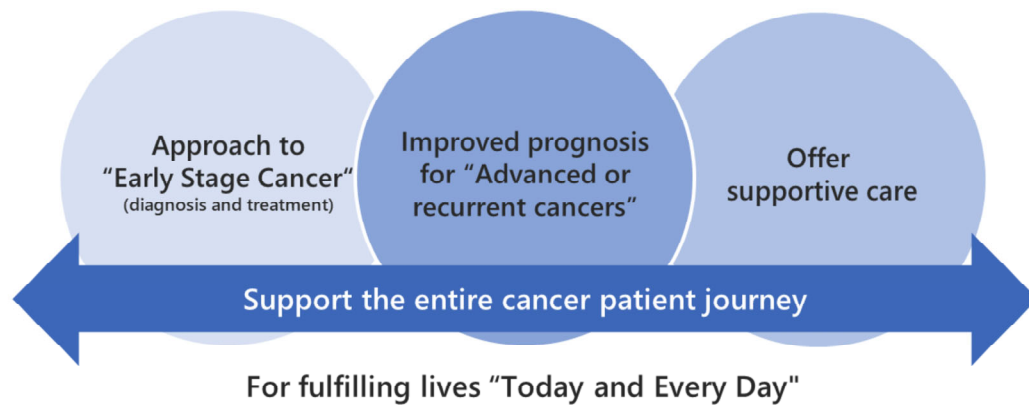 Approach to
“Early Stage Cancer“
(diagnosis and treatment)
Improved prognosis
for “Advanced or
recurrent cancers”
Offer
supportive care
Support the entire cancer patient journey
For fulfilling lives “Today and Every Day"